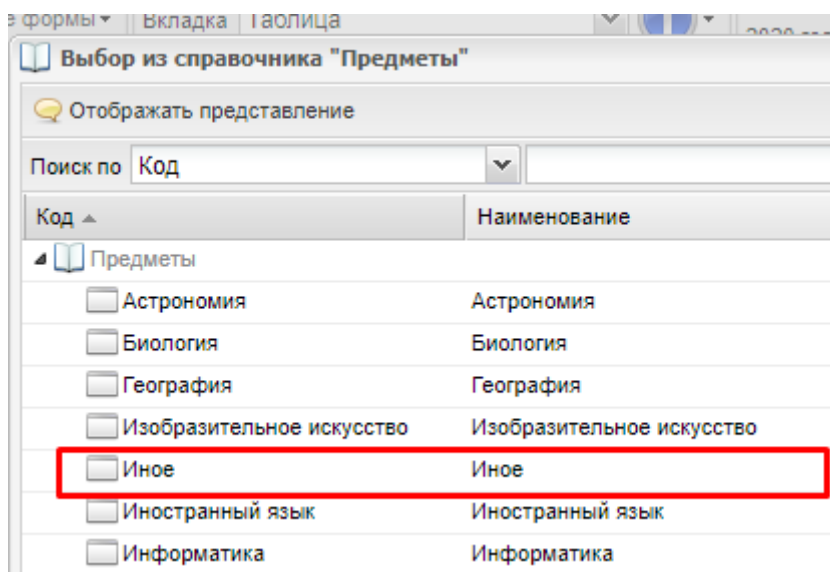 е формы Вкладка Таблица
Выбор из справочника "Предметы"
Отображать представление
Поиск по Код
Код Наименование
Предметы
Астрономия Астрономия
Биология Биология
География География
Изобразительное искусство Изобразительное искусство
Иное Иное
Иностранный язык Иностранный язык
Информатика Информатика